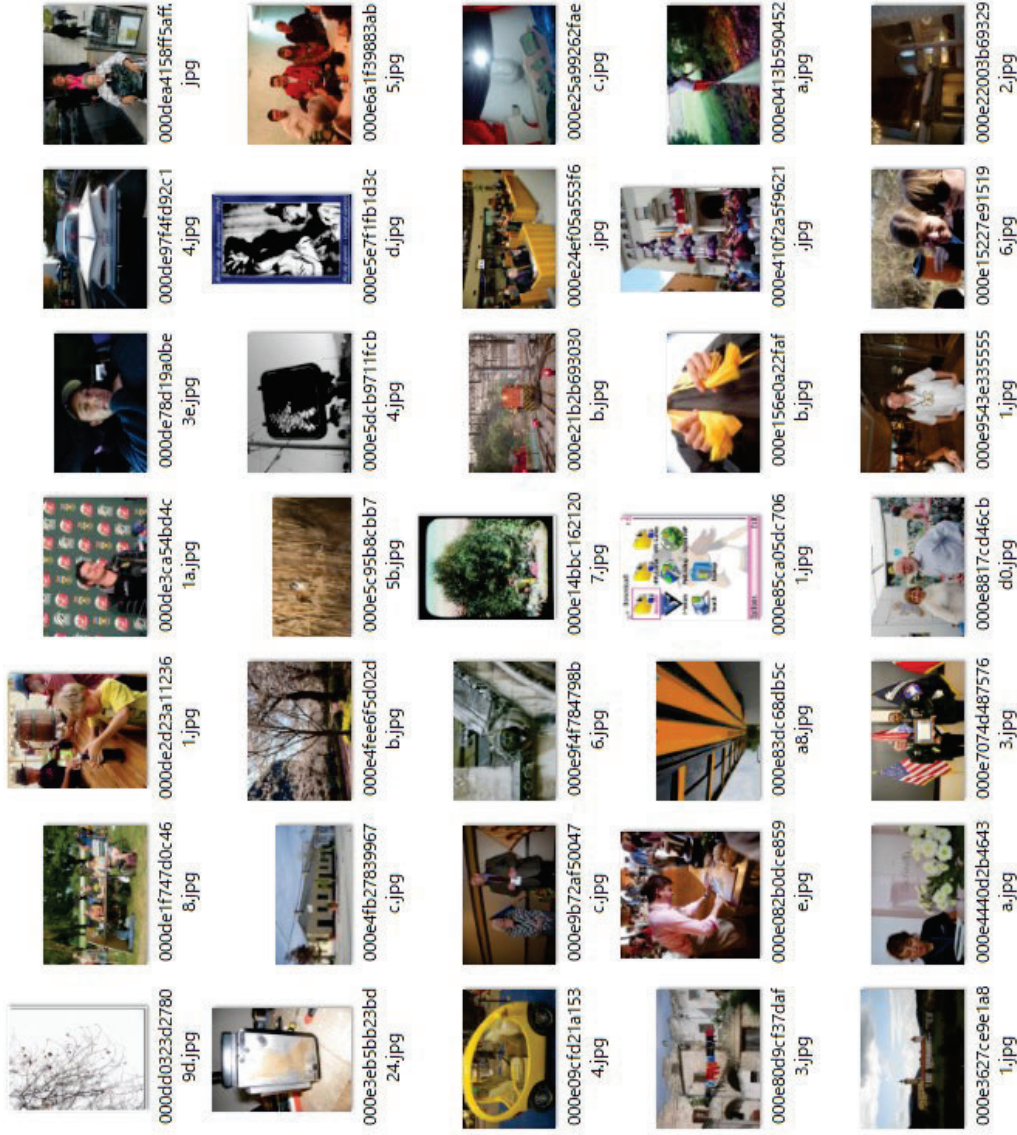 000dd0323d2780
9d.jpg
000de1f747d0c46
8.jpg
000de2d23a11236
1.jpg
000de3ca54bd4c
1a.jpg
000de78d19a0be
3e.jpg
000de97f4fd92c1
4.jpg
000dea4158ff5aff.
jpg
000e3eb5bb23bd
24.jpg
000e4fb27839967
c.jpg
000e4fee6f5d02d
b.jpg
000e5c95b8cbb7
5b.jpg
000e5dcb9711fcb
4.jpg
000e5e7f1fb1d3c
d.jpg
000e6a1f39883ab
5.jpg
000e09cfd21a153
4.jpg
000e9b72af50047
c.jpg
000e9f4f784798b
6.jpg
000e14bbc162120
7.jpg
000e21b2b693030
b.jpg
000e24ef05a553f6
.jpg
000e25a99262fae
c.jpg
000e80d9cf37daf
3.jpg
000e082b0dce859
e.jpg
000e83dc68db5c
a8.jpg
000e85ca05dc706
1.jpg
000e156e0a22faf
b.jpg
000e410f2a5f9621
.jpg
000e0413b590452
a.jpg
000e3627ce9e1a8
1.jpg
000e4440d2b4643
a.jpg
000e7074d487576
3.jpg
000e8817cd46cb
d0.jpg
000e9543e335555
1.jpg
000e15227e91519
6.jpg
000e22003b69329
2.jpg